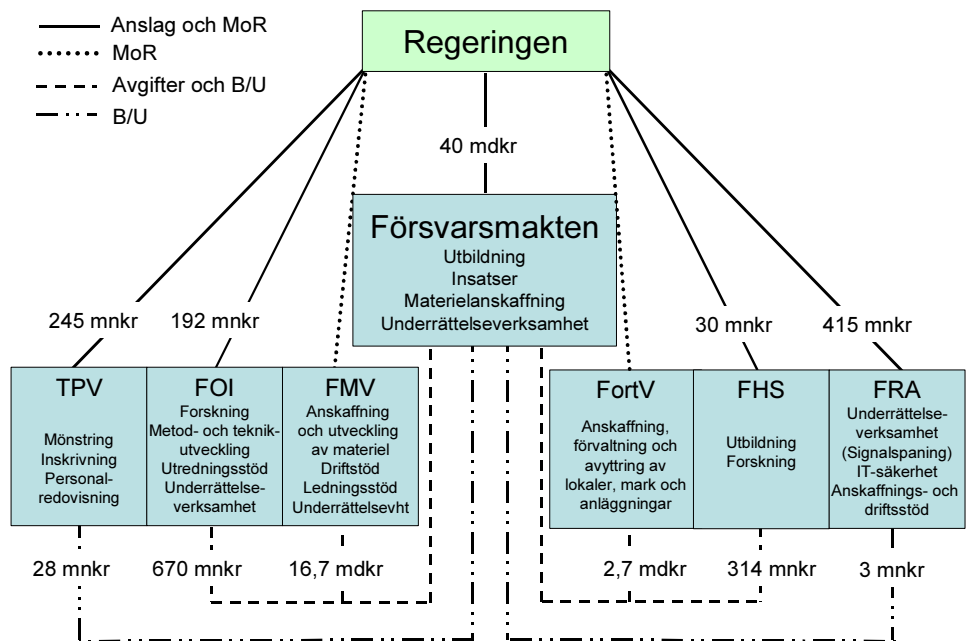 Anslag och MoR
MoR
Avgifter och B/U
B/U
Regeringen
40 mdkr
Försvarsmakten
Utbildning
Insatser
Materielanskaffning
Underrättelseverksamhet
245 mnkr
192 mnkr
30 mnkr
415 mnkr
TPV
Mönstring
Inskrivning
Personal-
redovisning
FOI
Forskning
Metod- och teknik-
utveckling
Utredningsstöd
Underrättelse-
verksamhet
FMV
Anskaffning
och utveckling
av materiel
Driftstöd
Ledningsstöd
Underrättelsevht
FortV
Anskaffning,
förvaltning och
avyttring av
lokaler, mark och
anläggningar
FHS
Utbildning
Forskning
FRA
Underrättelse-
verksamhet
(Signalspaning)
IT-säkerhet
Anskaffnings- och
driftsstöd
28 mnkr
670 mnkr
16,7 mdkr
2,7 mdkr
314 mnkr
3 mnkr